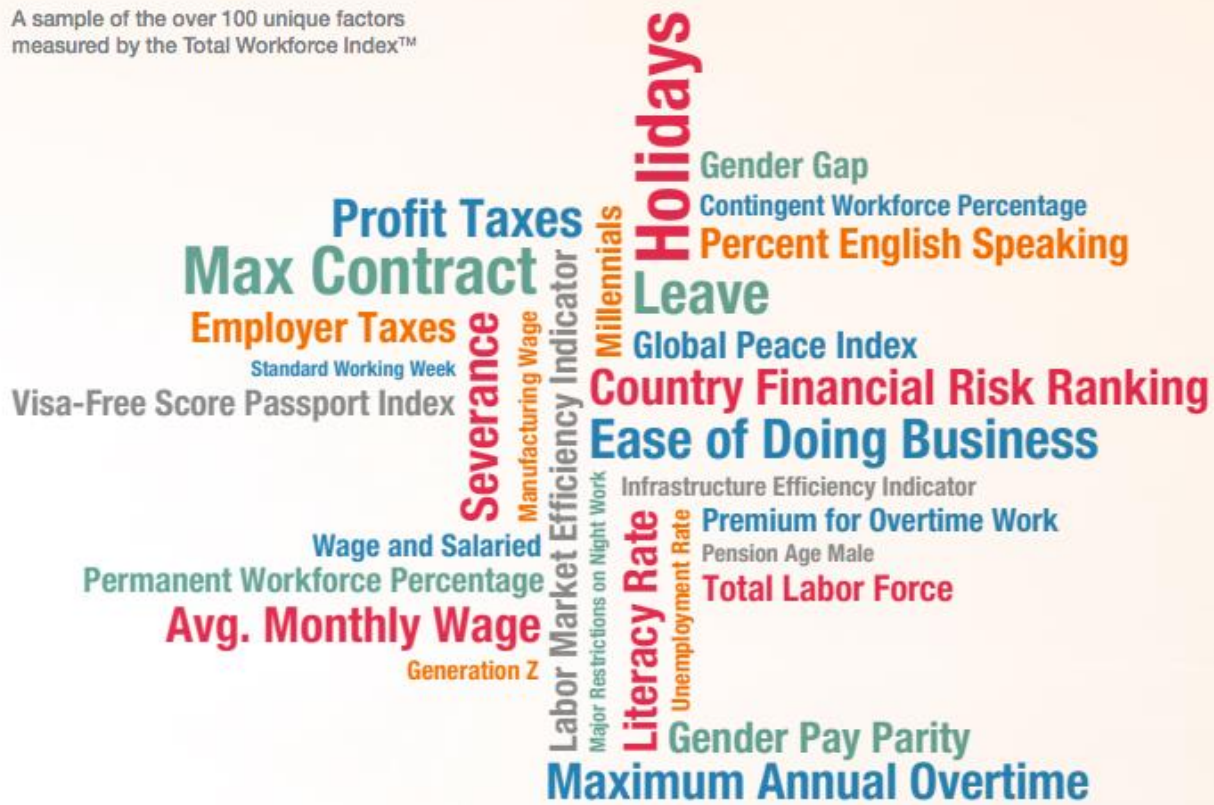 A sample of the over 100 unique factors
measured by the Total Workforce Index™
Holidays
Gender Gap
Contingent Workforce Percentage
Percent English Speaking
Profit Taxes
Millennials
Max Contract
Leave
Employer Taxes
Global Peace Index
Standard Working Week
Visa-Free Score Passport Index
Severance
Manufacturing Wage
Labor Market Efficiency Indicator
Country Financial Risk Ranking
Ease of Doing Business
Infrastructure Efficiency Indicator
Major Restrictions on Night Work
Literacy Rate
Unemployment Rate
Premium for Overtime Work
Pension Age Male
Total Labor Force
Wage and Salaried
Permanent Workforce Percentage
Avg. Monthly Wage
Generation Z
Gender Pay Parity
Maximum Annual Overtime